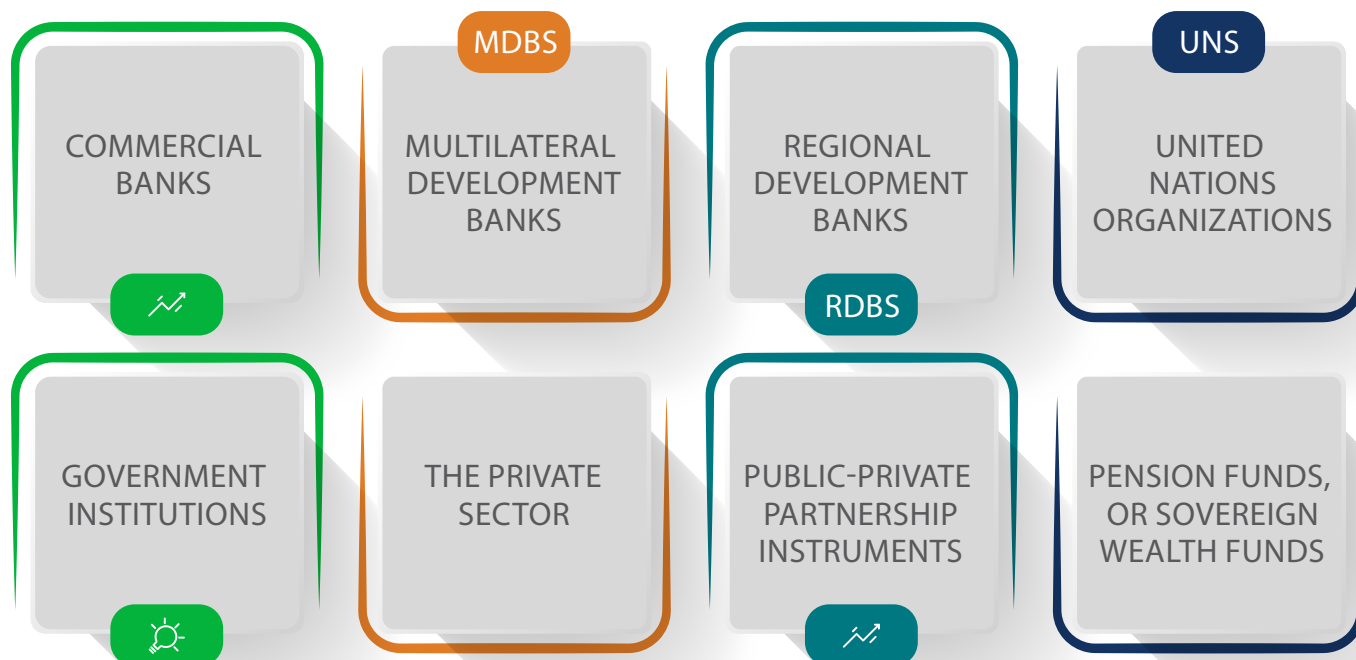 COMMERCIAL
BANKS
MDBS
MULTILATERAL
DEVELOPMENT
BANKS
REGIONAL
DEVELOPMENT
BANKS
RDBS
UNS
UNITED
NATIONS
ORGANIZATIONS
GOVERNMENT
INSTITUTIONS
THE PRIVATE
SECTOR
PUBLIC-PRIVATE
PARTNERSHIP
INSTRUMENTS
PENSION FUNDS,
OR SOVEREIGN
WEALTH FUNDS